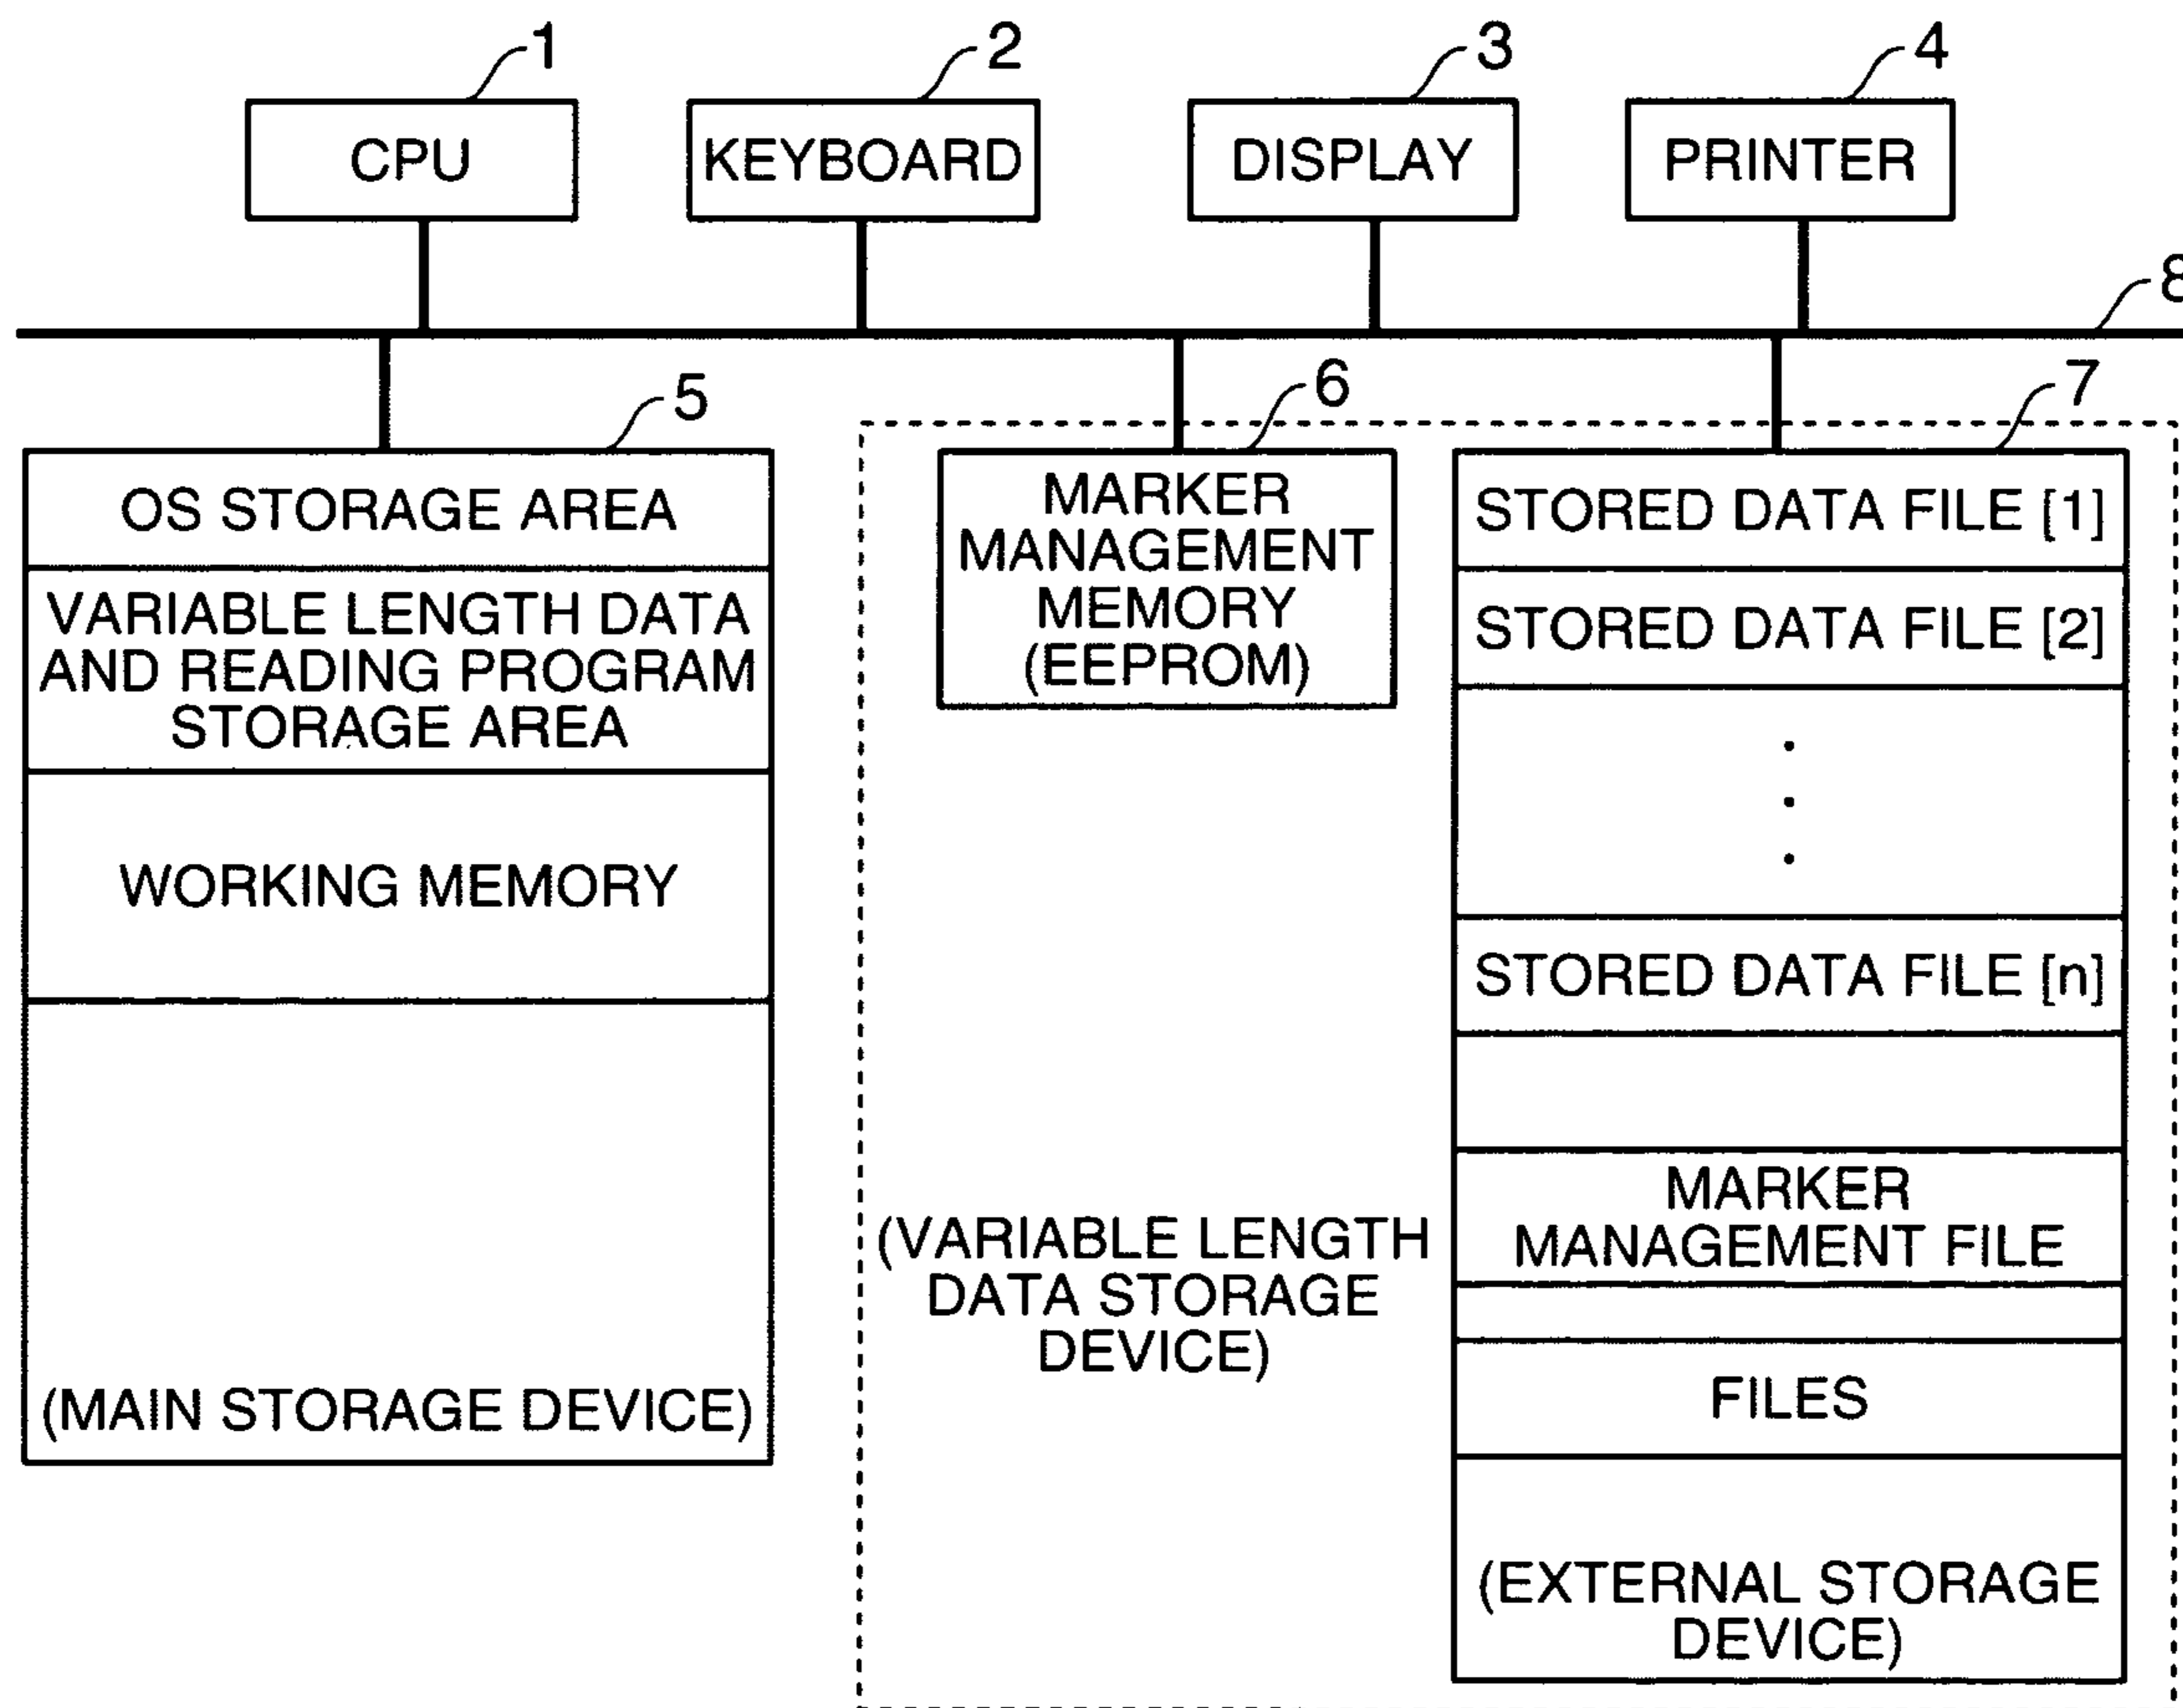 1
2
3
4
CPU
KEYBOARD
DISPLAY
PRINTER
8
5
6
7
OS STORAGE AREA
VARIABLE LENGTH DATA
AND READING PROGRAM
STORAGE AREA
WORKING MEMORY
(MAIN STORAGE DEVICE)
MARKER
MANAGEMENT
MEMORY
(EEPROM)
(VARIABLE LENGTH
DATA STORAGE
DEVICE)
STORED DATA FILE [1]
STORED DATA FILE [2]
.
.
.
STORED DATA FILE [n]
MARKER
MANAGEMENT FILE
FILES
(EXTERNAL STORAGE
DEVICE)